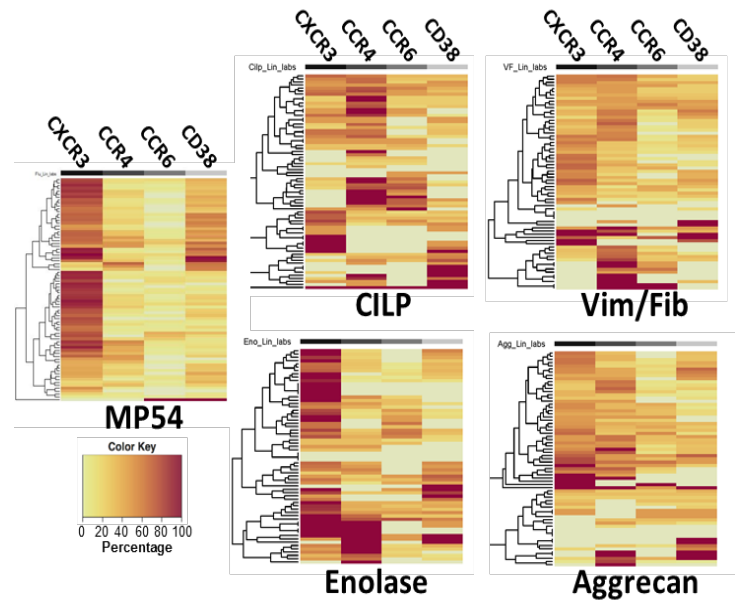 CXCR3 CCR4 CCR6 CD38
Cilp_Lin_labs
CILP
CXCR3 CCR4 CCR6 CD38
VF_Lin_labs
Vim/Fib
CXCR3 CCR4 CCR6 CD38
MP54
Color Key
0 20 40 60 80 100
Percentage
Eno_Lin_labs
Enolase
Agg_Lin_labs
Aggrecan